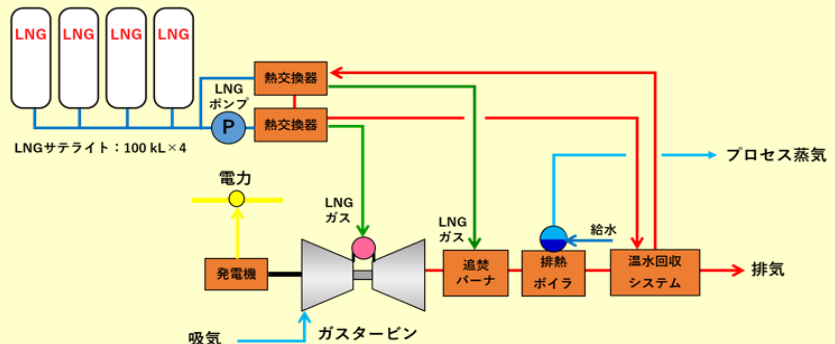 LNG
LNG
LNG
LNG
LNG
ポンプ
P
熱交換器
熱交換器
LNGサテライト：100 kL×4
プロセス蒸気
電力
LNG
ガス
LNG
ガス
給水
発電機
追焚
バーナ
排熱
ボイラ
温水回収
システム
排気
吸気
ガスタービン